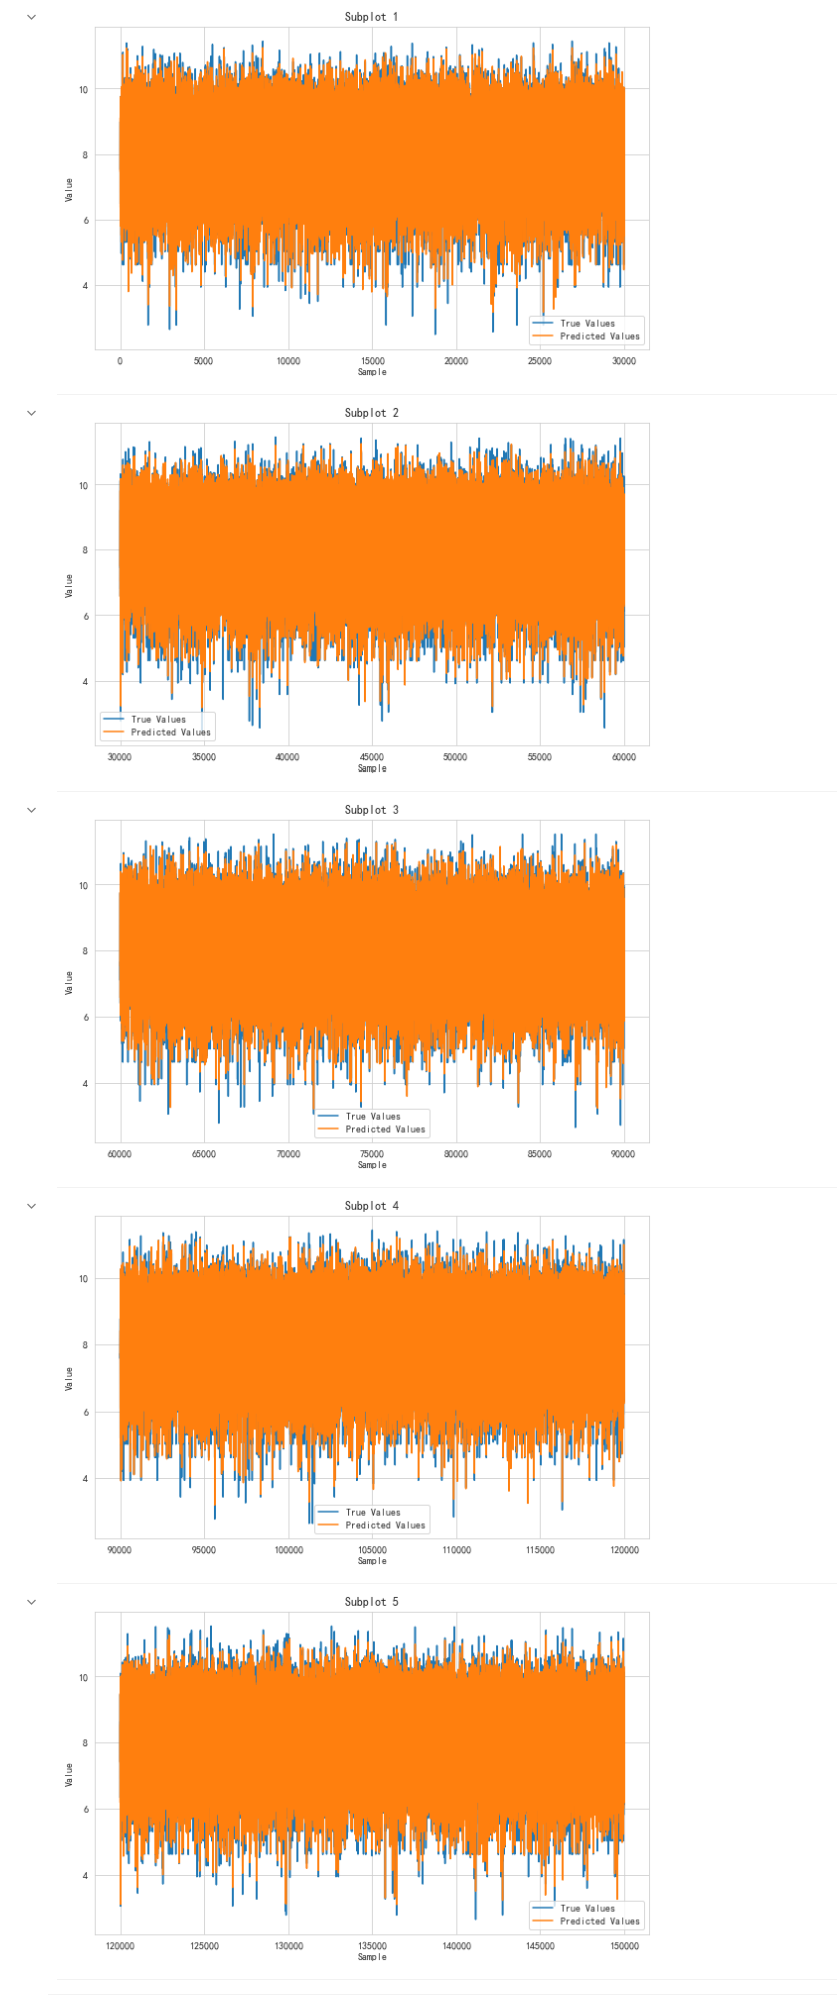 Subplot 1
10
8
6
4
Value
True Values
Predicted Values
0 5000 10000 15000 20000 25000 30000
Sample
Subplot 2
10
8
6
4
Value
True Values
Predicted Values
30000 35000 40000 45000 50000 55000 60000
Sample
Subplot 3
10
8
6
4
Value
True Values
Predicted Values
60000 65000 70000 75000 80000 85000 90000
Sample
Subplot 4
10
8
6
4
Value
True Values
Predicted Values
90000 95000 100000 105000 110000 115000 120000
Sample
Subplot 5
10
8
6
4
Value
True Values
Predicted Values
120000 125000 130000 135000 140000 145000 150000
Sample